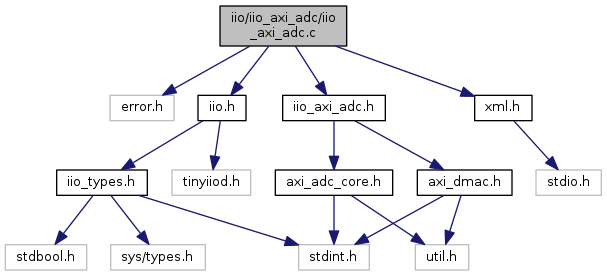 iio/iio_axi_adc/iio
_axi_adc.c
error.h
iio.h
iio_axi_adc.h
xml.h
iio_types.h
tinyiiod.h
axi_adc_core.h
axi_dmac.h
stdio.h
stdbool.h
sys/types.h
stdint.h
util.h